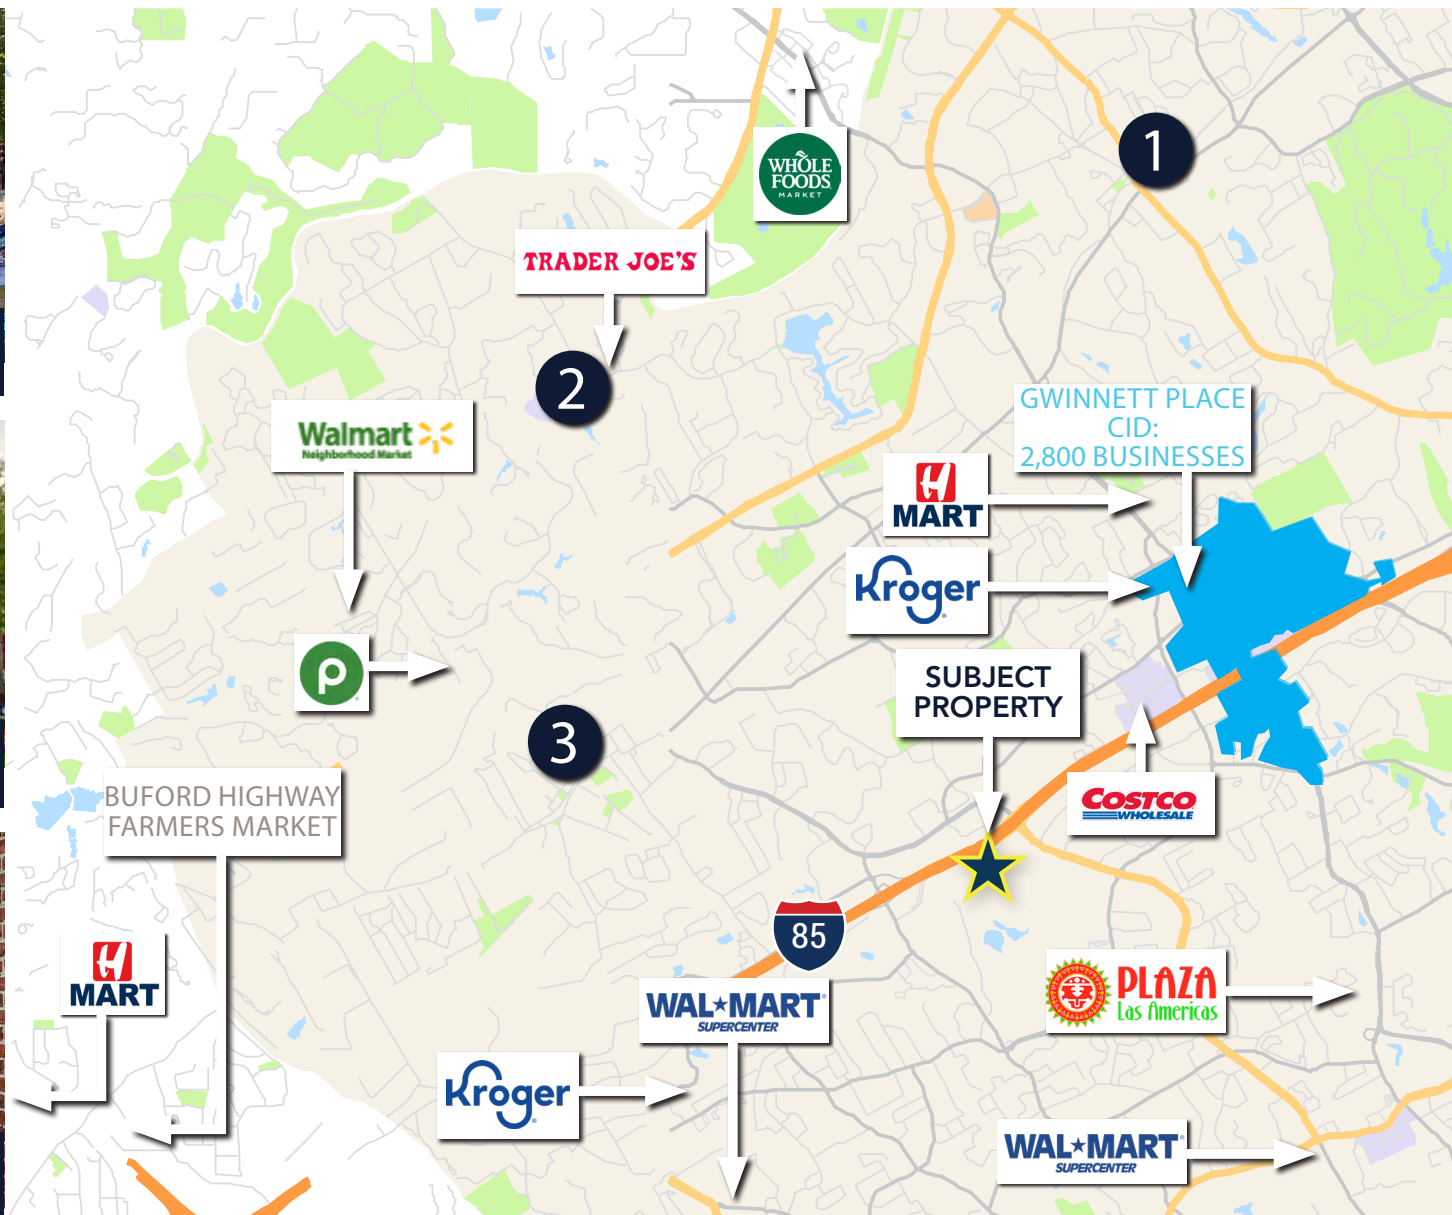 1
WHOLE
FOODS
MARKET
TRADER JOE'S
2
GWINNETT PLACE
CID:
2,800 BUSINESSES
Walmart
Neighborhood Market
H
MART
Kroger
p
SUBJECT
PROPERTY
3
BUFORD HIGHWAY
FARMERS MARKET
COSTCO
WHOLESALE
85
H
MART
PLAZA
Las Americas
WAL★MART®
SUPERCENTER
Kroger
WAL★MART®
SUPERCENTER